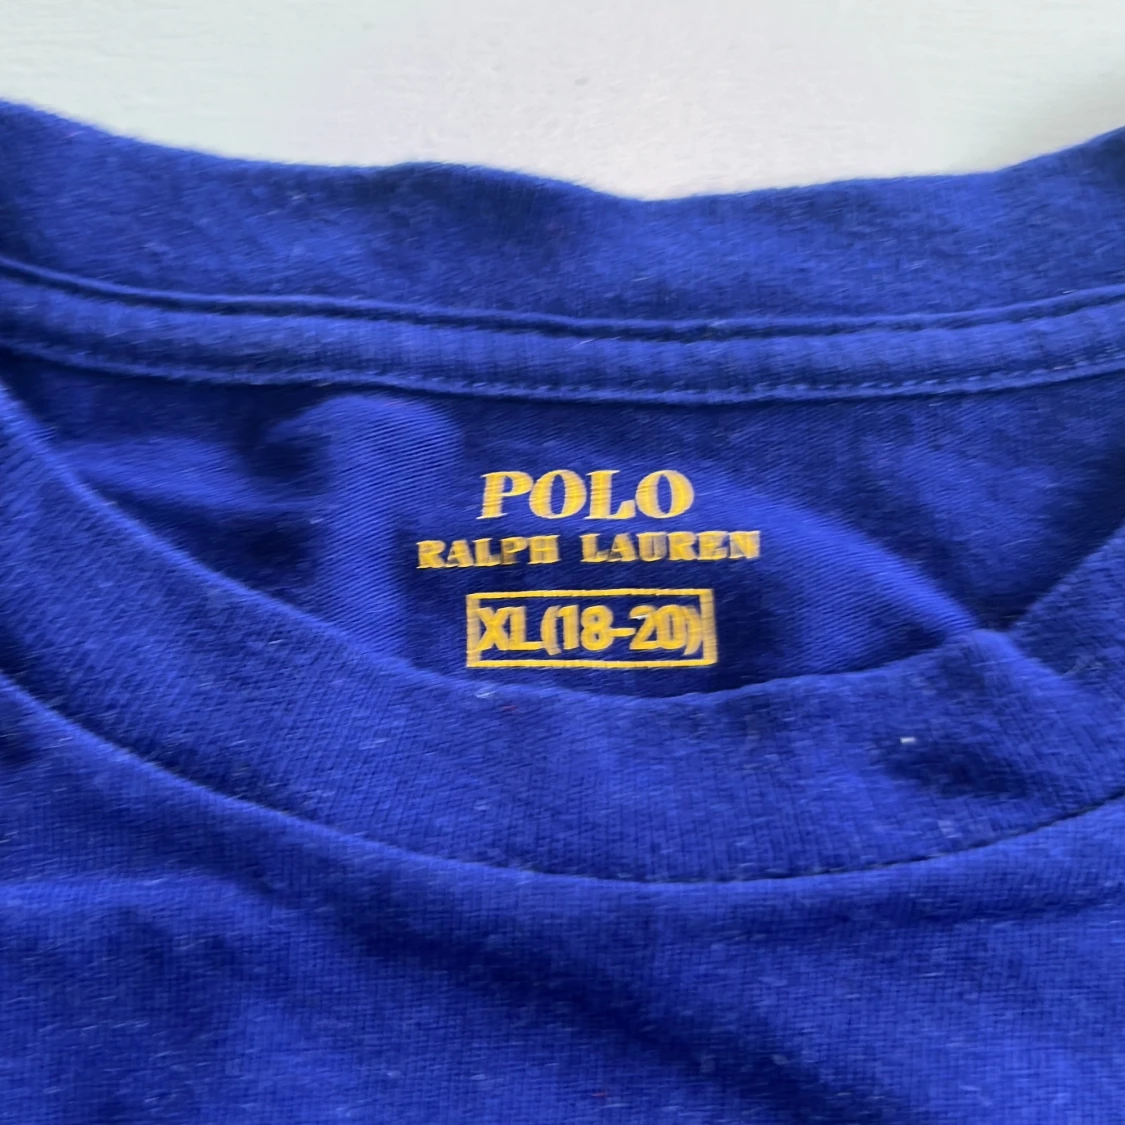 POLO
RALPH LAUREN
XL(18-20)